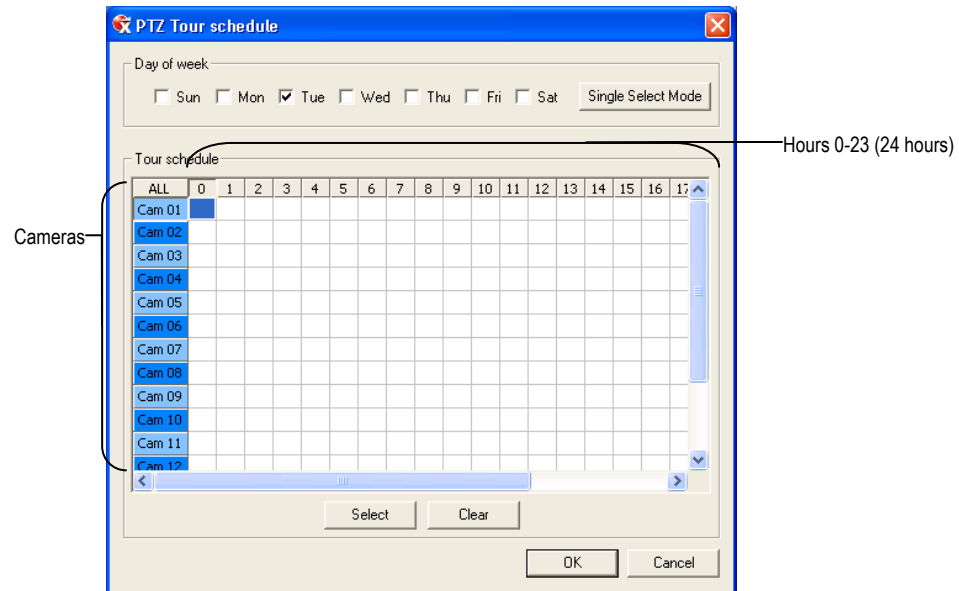 PTZ Tour schedule
Day of week
Sun Mon Tue Wed Thu Fri Sat Single Select Mode
Hours 0-23 (24 hours)
Tour schedule
ALL 0 1 2 3 4 5 6 7 8 9 10 11 12 13 14 15 16 17
Cam 01
Cameras
Cam 02
Cam 03
Cam 04
Cam 05
Cam 06
Cam 07
Cam 08
Cam 09
Cam 10
Cam 11
Cam 12
Select Clear
OK Cancel